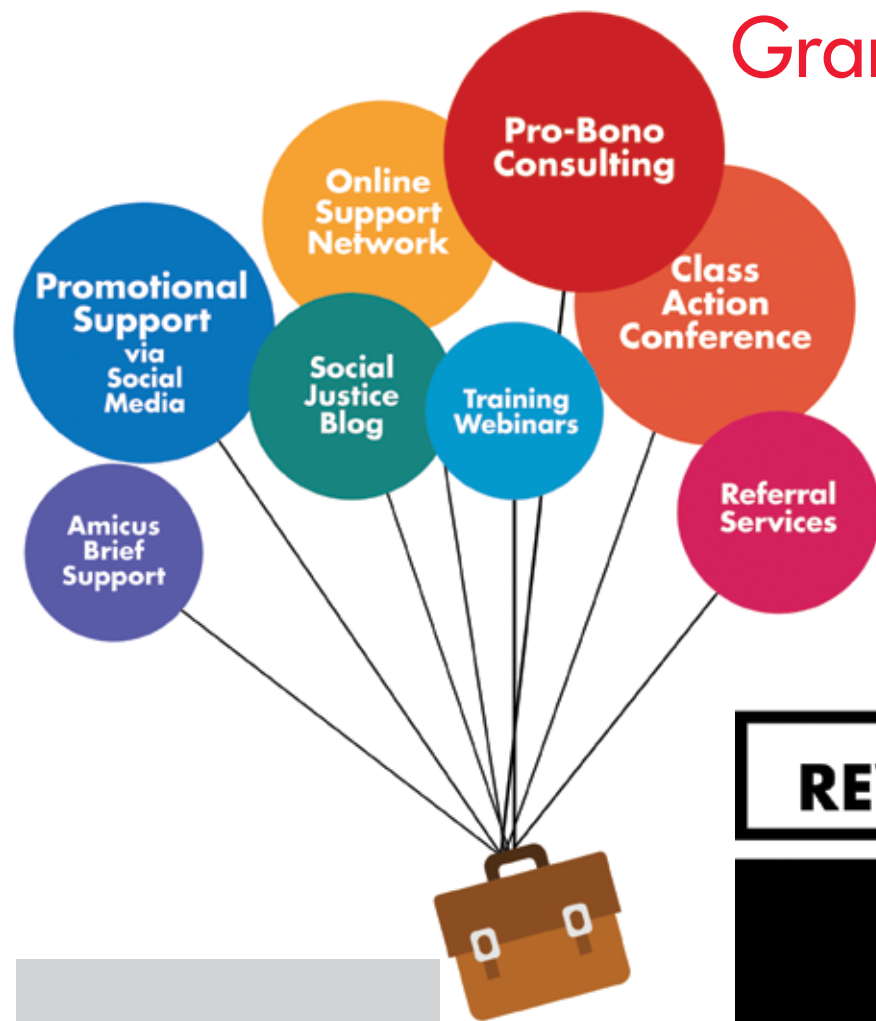 Pro-Bono
Consulting
Online
Support
Network
Class
Action
Conference
Promotional
Support
via
Social
Media
Social
Justice
Blog
Training
Webinars
Referral
Services
Amicus
Brief
Support